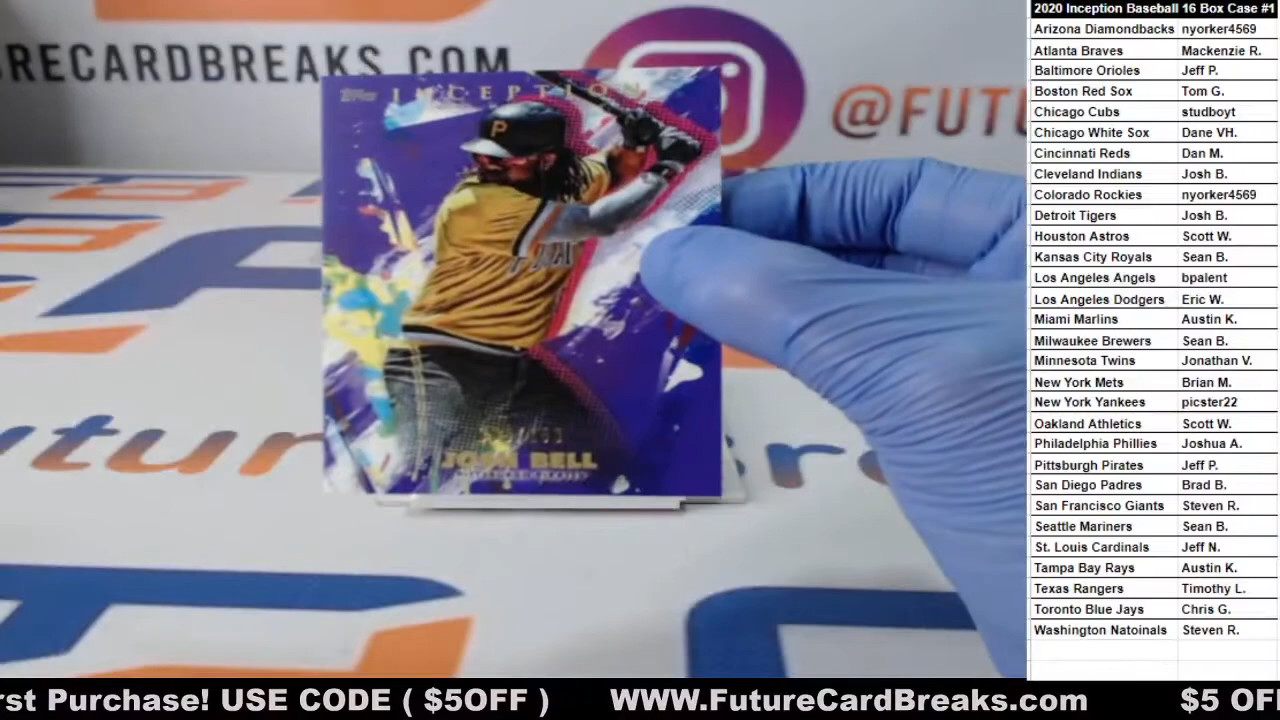 RECARDBREAKS.COM
@FUTU
TOPPS INCEPTION
P
JOSH BELL
2020 Inception Baseball 16 Box Case #1
Arizona Diamondbacks nyorker4569
Atlanta Braves Mackenzie R.
Baltimore Orioles Jeff P.
Boston Red Sox Tom G.
Chicago Cubs studboyt
Chicago White Sox Dane VH.
Cincinnati Reds Dan M.
Cleveland Indians Josh B.
Colorado Rockies nyorker4569
Detroit Tigers Josh B.
Houston Astros Scott W.
Kansas City Royals Sean B.
Los Angeles Angels bpalent
Los Angeles Dodgers Eric W.
Miami Marlins Austin K.
Milwaukee Brewers Sean B.
Minnesota Twins Jonathan V.
New York Mets Brian M.
New York Yankees picster22
Oakland Athletics Scott W.
Philadelphia Phillies Joshua A.
Pittsburgh Pirates Jeff P.
San Diego Padres Brad B.
San Francisco Giants Steven R.
Seattle Mariners Sean B.
St. Louis Cardinals Jeff N.
Tampa Bay Rays Austin K.
Texas Rangers Timothy L.
Toronto Blue Jays Chris G.
Washington Natoinals Steven R.
rst Purchase! USE CODE ( $5OFF ) WWW.FutureCardBreaks.com $5 OFF